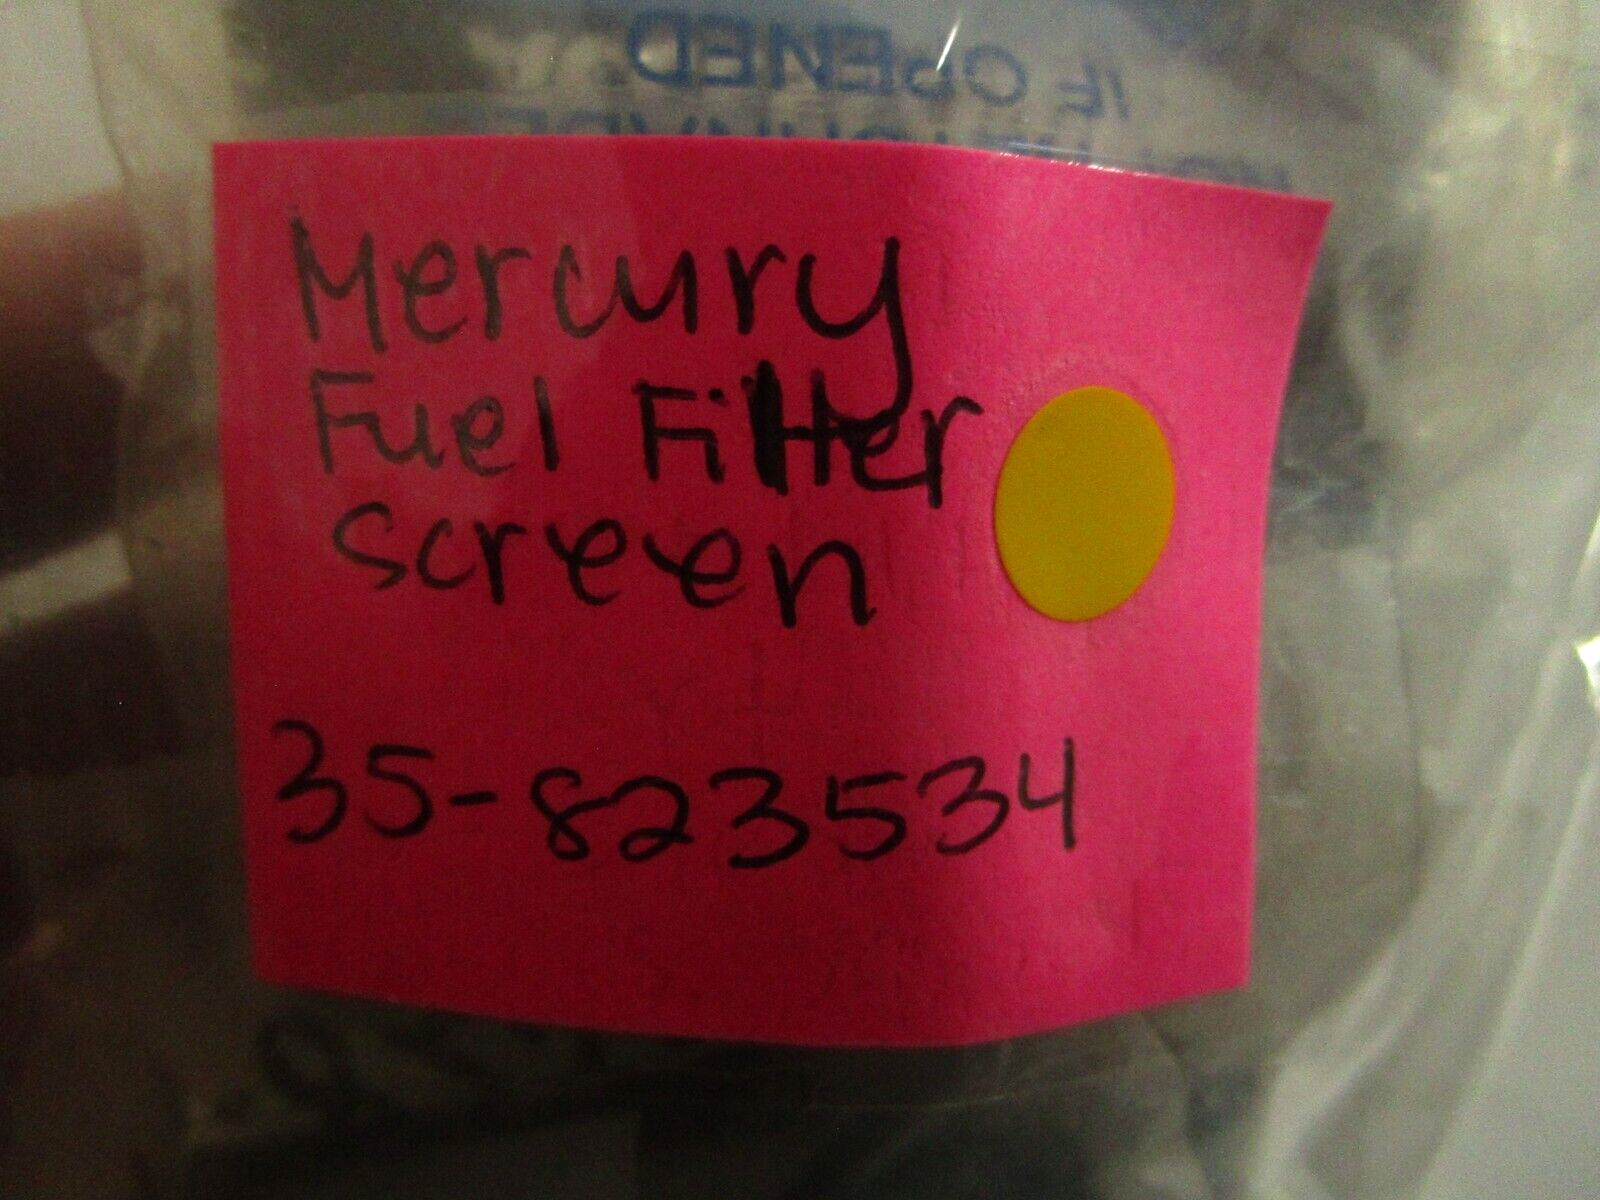 IF OPENED
Mercury
Fuel Filter
Screen
35-823534